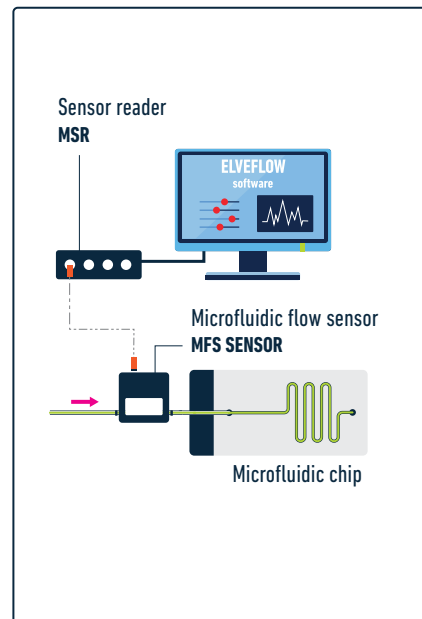 Sensor reader
MSR
ELVEFLOW
software
Microfluidic flow sensor
MFS SENSOR
Microfluidic chip